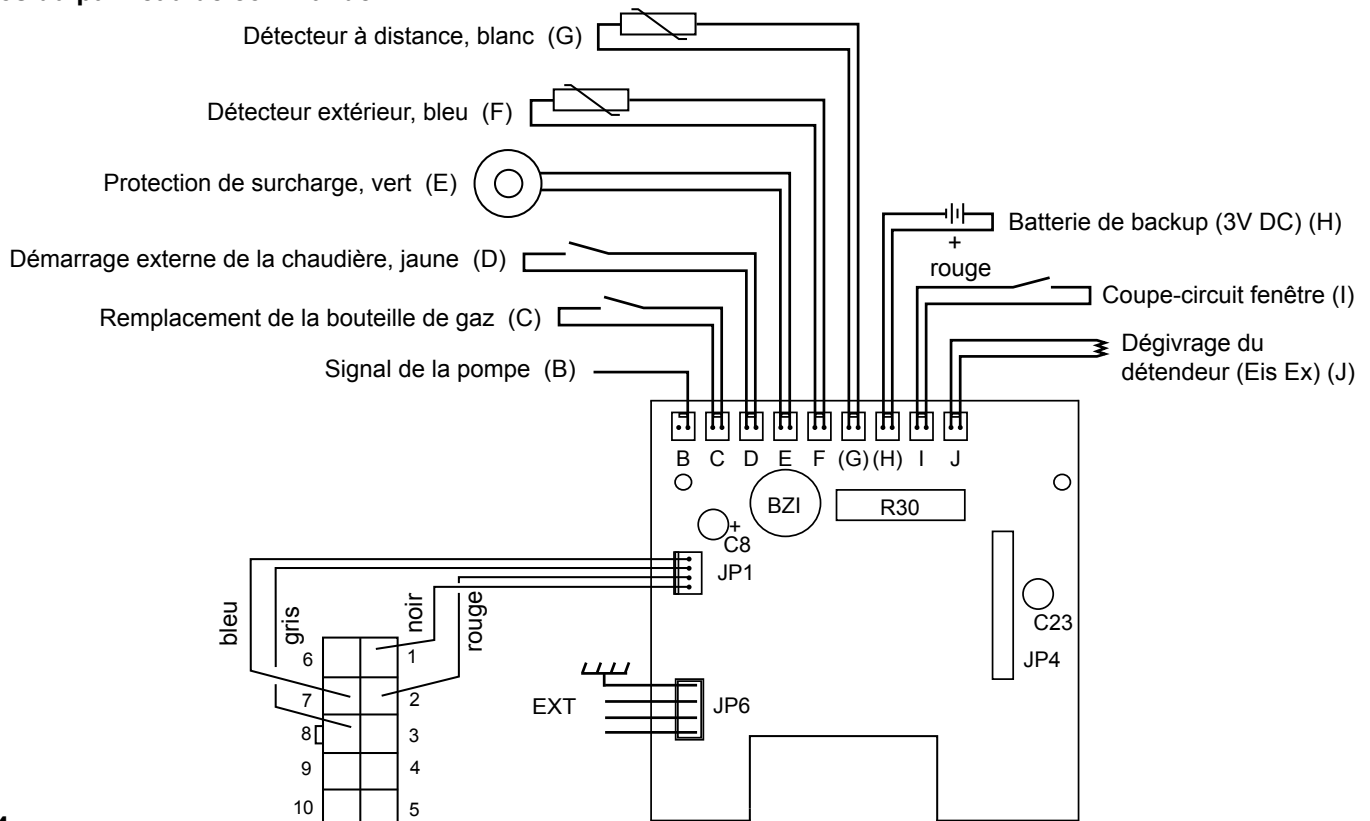 Détecteur à distance, blanc (G)
Détecteur extérieur, bleu (F)
Protection de surcharge, vert (E)
Démarrage externe de la chaudière, jaune (D)
Remplacement de la bouteille de gaz (C)
Signal de la pompe (B)
Batterie de backup (3V DC) (H)
+
rouge
Coupe-circuit fenêtre (I)
Dégivrage du
détendeur (Eis Ex) (J)
B C D E F (G) (H) I J
BZI
R30
+
C8
JP1
C23
JP4
JP6
EXT
bleu
gris
noir
rouge
6 1
7 2
8 3
9 4
10 5